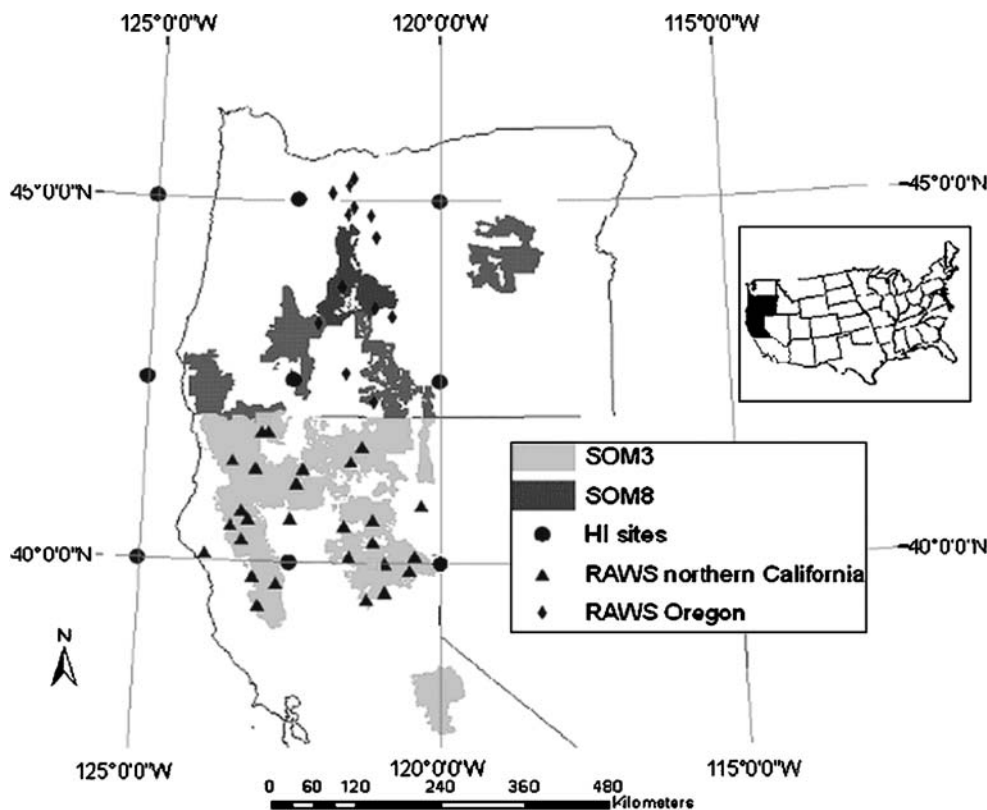 125°0'0"W 120°0'0"W 115°0'0"W
45°0'0"N 45°0'0"N
SOM3
SOM8
HI sites
40°0'0"N RAWS northern California 40°0'0"N
RAWS Oregon
N
125°0'0"W 120°0'0"W 115°0'0"W
0 60 120 240 360 480
Kilometers